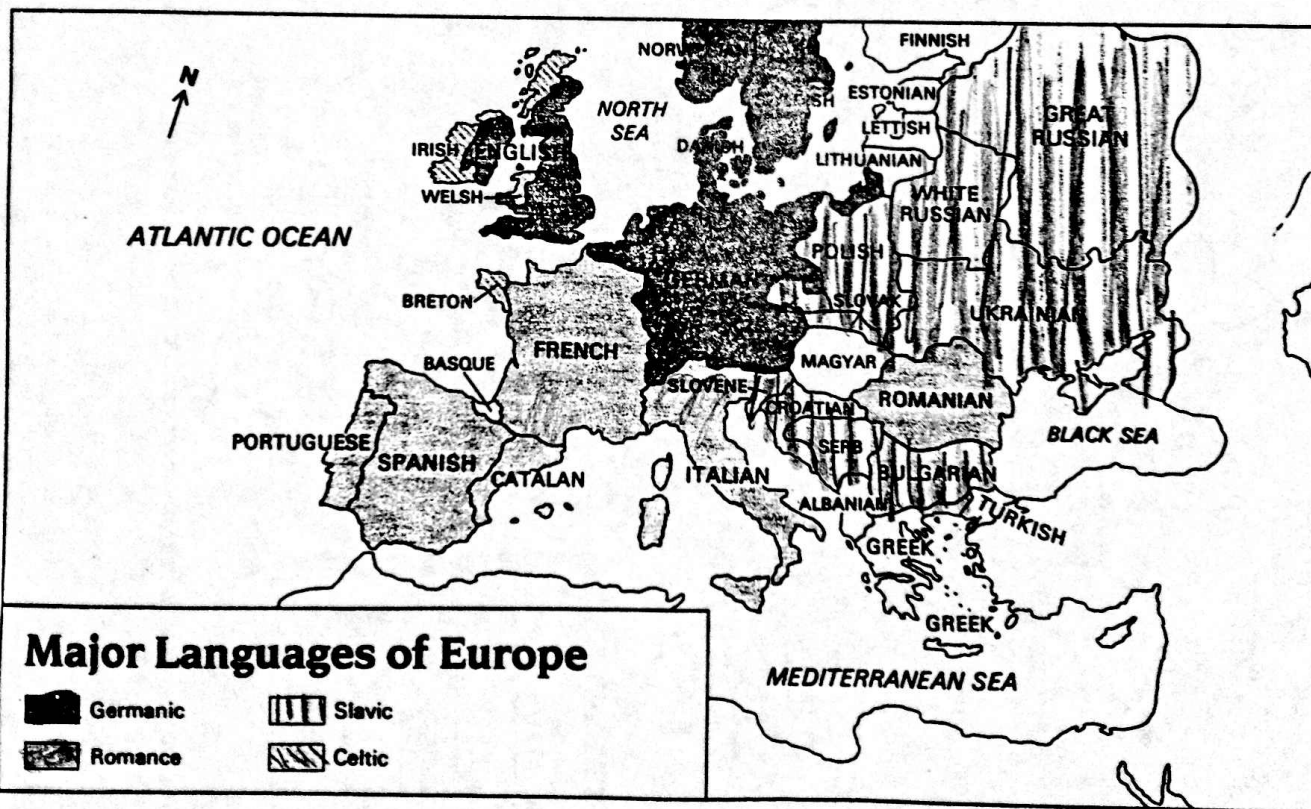 N
NORTH
SEA
FINNISH
ESTONIAN
LETTISH
LITHUANIAN
GREAT
RUSSIAN
WHITE
RUSSIAN
DANISH
IRISH
ENGLISH
WELSH
ATLANTIC OCEAN
POLISH
GERMAN
SLOVAK
UKRAINIAN
BRETON
FRENCH
MAGYAR
BASQUE
SLOVENE
CROATIAN
ROMANIAN
SERB
BLACK SEA
PORTUGUESE
SPANISH
CATALAN
ITALIAN
BULGARIAN
ALBANIAN
TURKISH
GREEK
GREEK
MEDITERRANEAN SEA
Major Languages of Europe
Germanic
Slavic
Romance
Celtic